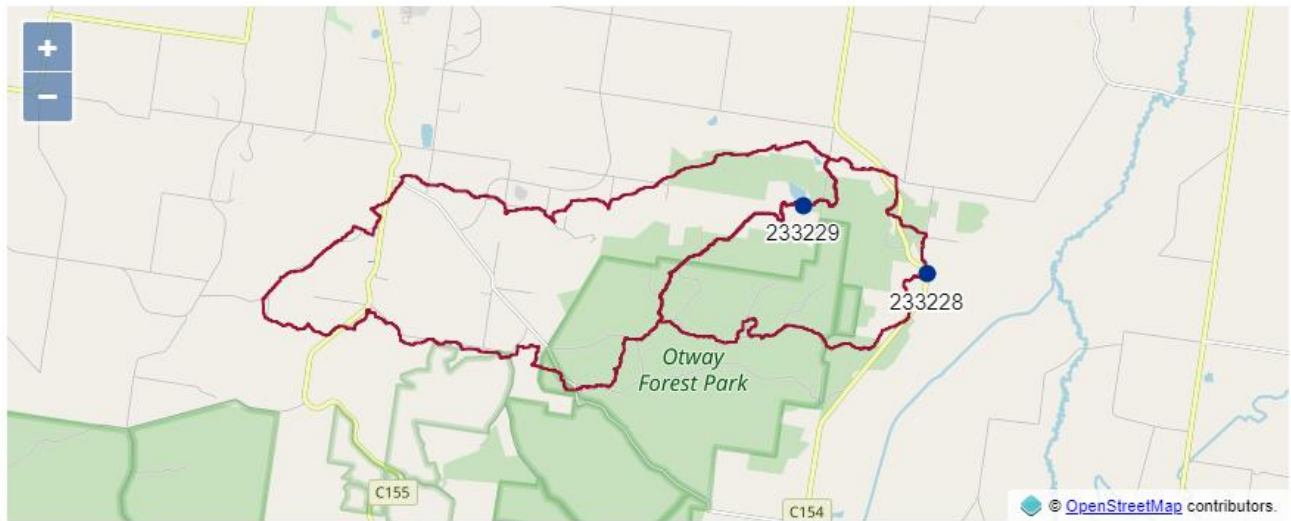 +
−
233229
233228
Otway
Forest Park
C155
C154
© OpenStreetMap contributors.